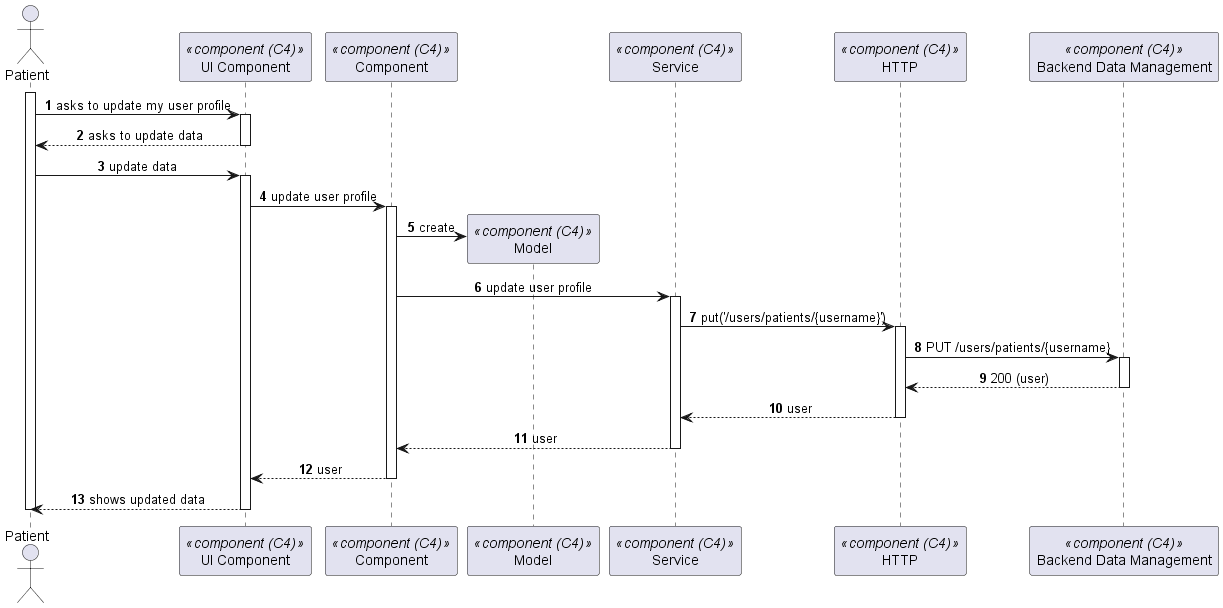 Patient
«component (C4)»
UI Component
«component (C4)»
Component
«component (C4)»
Service
«component (C4)»
HTTP
«component (C4)»
Backend Data Management
1 asks to update my user profile
2 asks to update data
3 update data
4 update user profile
5 create
«component (C4)»
Model
6 update user profile
7 put('/users/patients/{username}')
8 PUT /users/patients/{username}
9 200 (user)
10 user
11 user
12 user
13 shows updated data
Patient
«component (C4)»
UI Component
«component (C4)»
Component
«component (C4)»
Model
«component (C4)»
Service
«component (C4)»
HTTP
«component (C4)»
Backend Data Management